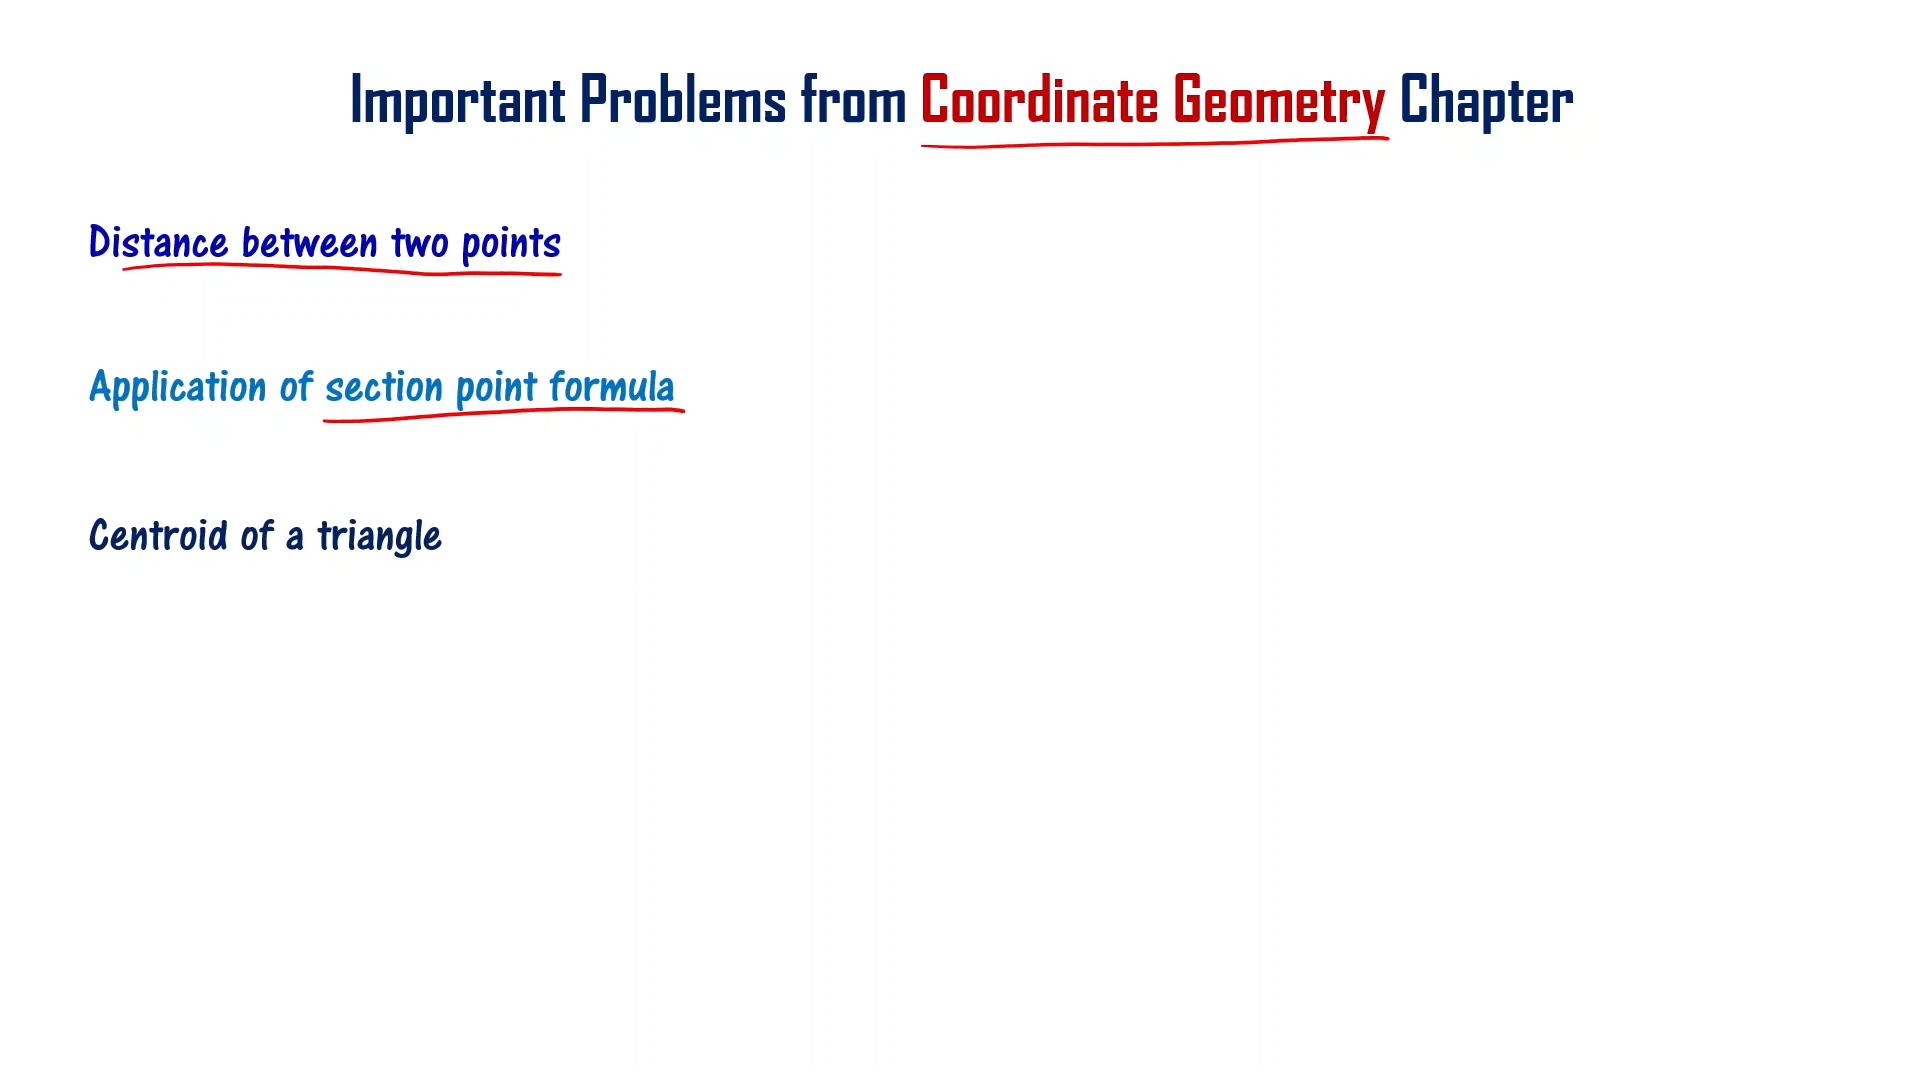 Important Problems from Coordinate Geometry Chapter
Distance between two points
Application of section point formula
Centroid of a triangle